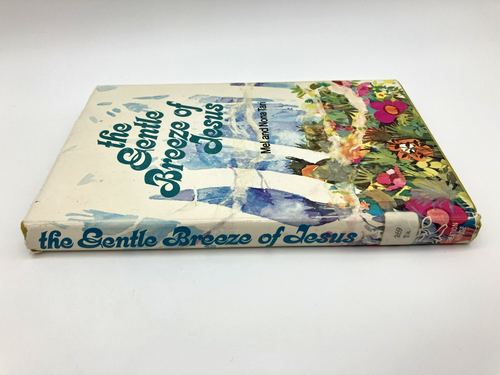 the
Gentle
Breeze of
Jesus
Mel and Nona Tari
the Gentle Breeze of Jesus